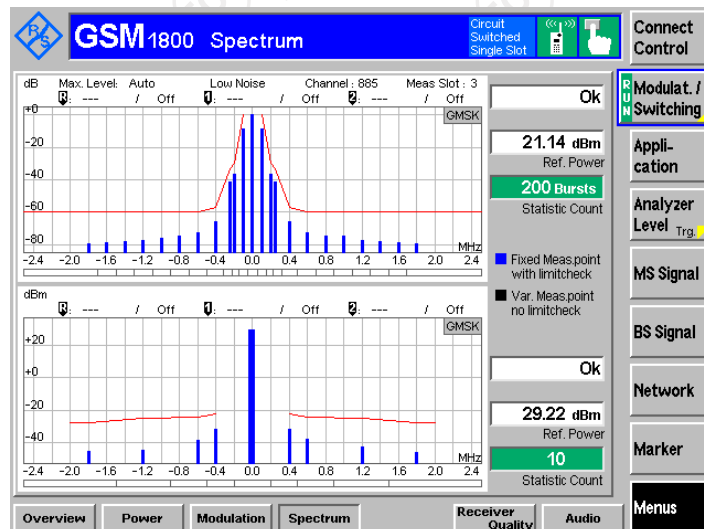 R&S
GSM1800 Spectrum
Circuit
Switched
Single Slot
Connect
Control
dB Max. Level: Auto Low Noise Channel : 885 Meas Slot : 3
R: --- / Off 1: --- / Off 2: --- / Off
+0
GMSK
-20
-40
-60
-80
MHz
-2.4 -2.0 -1.6 -1.2 -0.8 -0.4 0.0 0.4 0.8 1.2 1.6 2.0 2.4
Ok
21.14 dBm
Ref. Power
200 Bursts
Statistic Count
Fixed Meas.point
with limitcheck
Var. Meas.point
no limitcheck
dBm
R: --- / Off 1: --- / Off 2: --- / Off
GMSK
+20
+0
-20
-40
MHz
-2.4 -2.0 -1.6 -1.2 -0.8 -0.4 0.0 0.4 0.8 1.2 1.6 2.0 2.4
Ok
29.22 dBm
Ref. Power
10
Statistic Count
RUN
Modulat. /
Switching
Appli-
cation
Analyzer
Level Trg.
MS Signal
BS Signal
Network
Marker
Menus
Overview Power Modulation Spectrum Receiver
Quality Audio